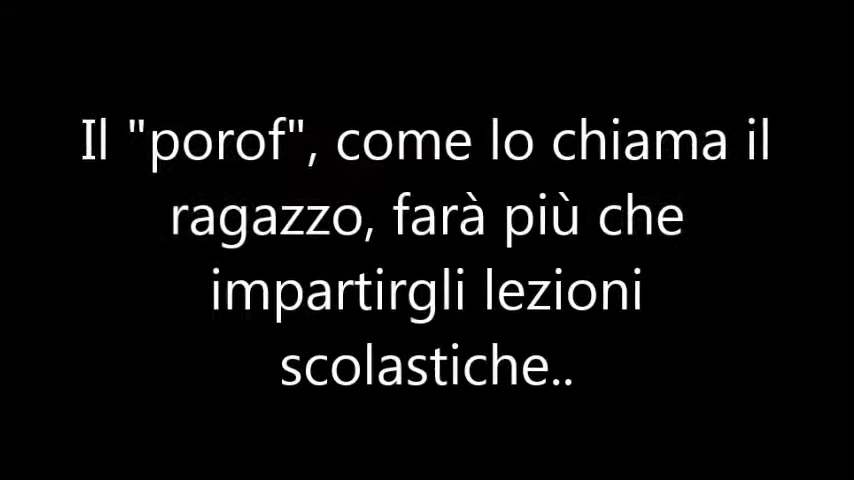 Il "porof", come lo chiama il
ragazzo, farà più che
impartirgli lezioni
scolastiche..